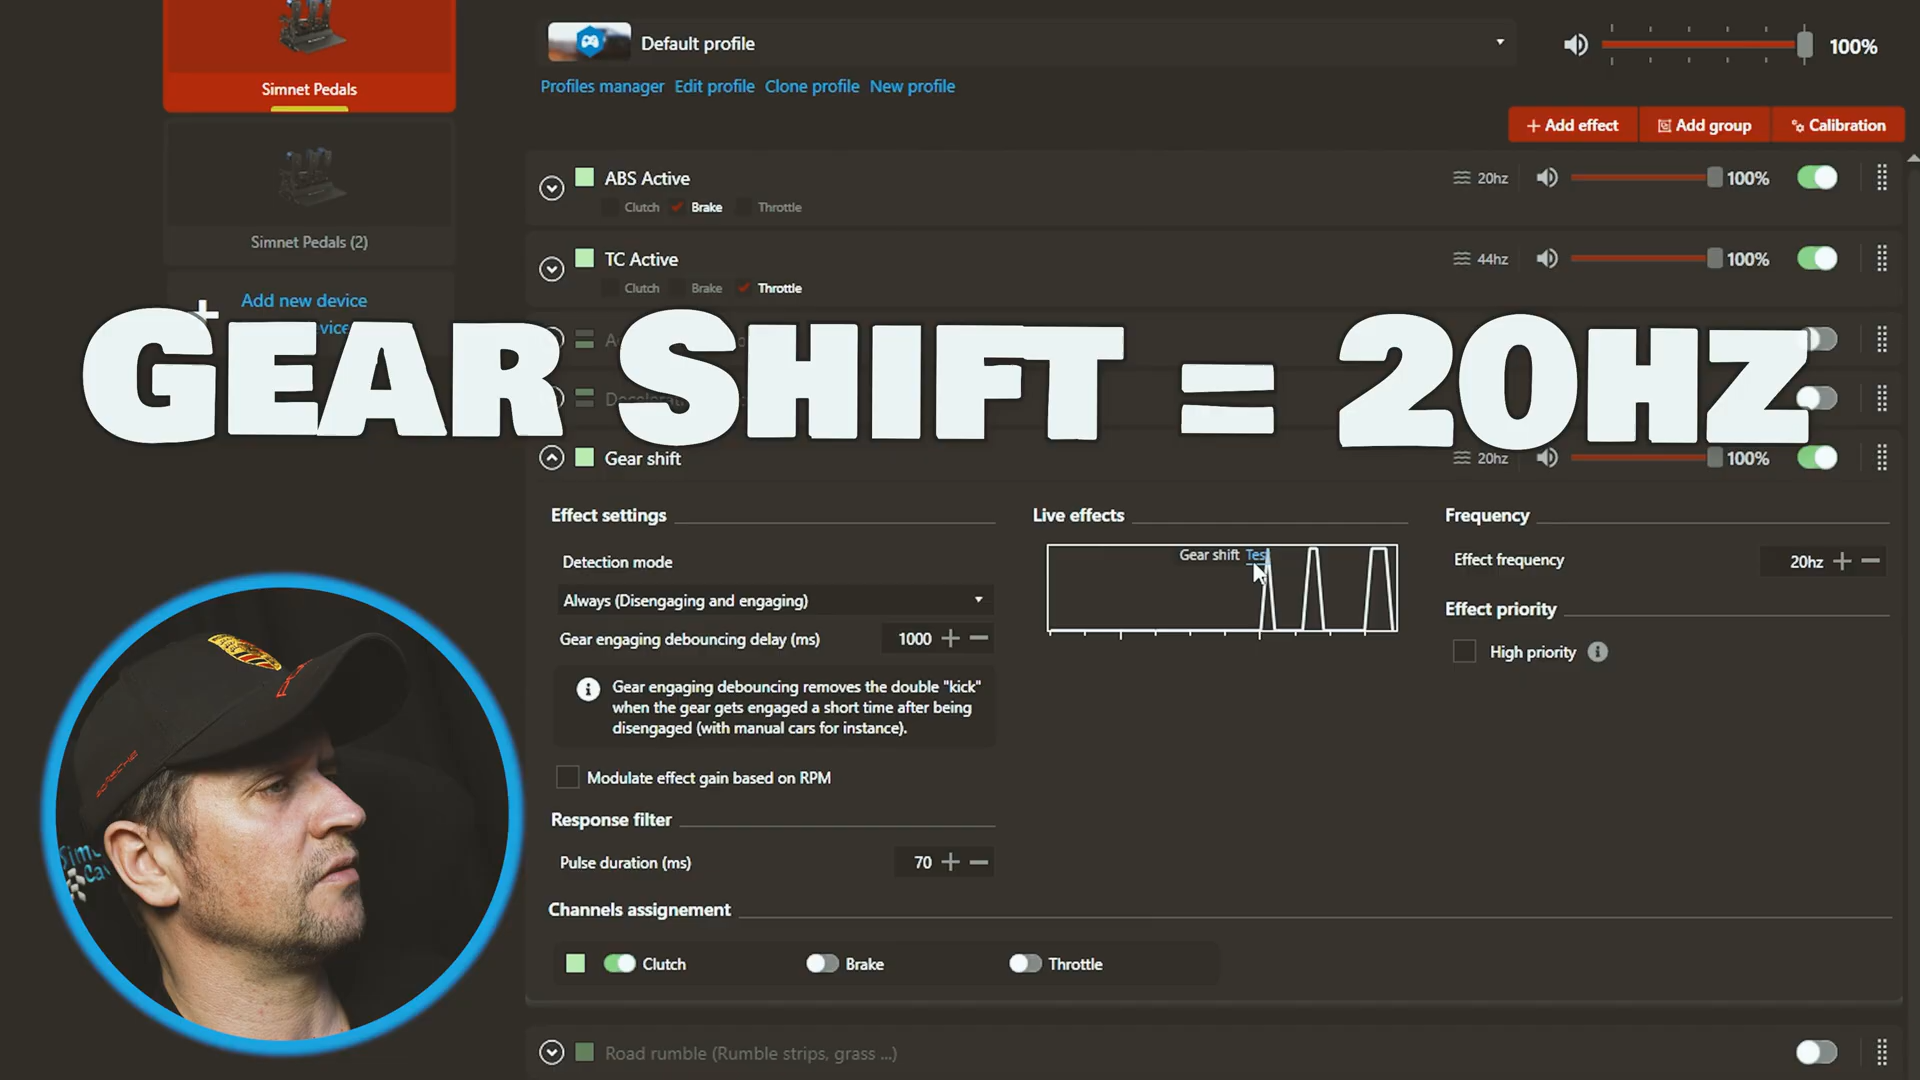 Default profile
100%
Simnet Pedals
Profiles manager Edit profile Clone profile New profile
Add effect Add group Calibration
ABS Active
20hz 100%
Clutch Brake Throttle
Simnet Pedals (2)
TC Active
44hz 100%
Clutch Brake Throttle
Add new device
GEAR SHIFT = 20HZ
Gear shift
20hz 100%
Effect settings
Live effects
Frequency
Gear shift Test
Detection mode
Effect frequency
20hz
Always (Disengaging and engaging)
Effect priority
Gear engaging debouncing delay (ms) 1000
High priority
Gear engaging debouncing removes the double "kick"
when the gear gets engaged a short time after being
disengaged (with manual cars for instance).
Modulate effect gain based on RPM
Response filter
Pulse duration (ms) 70
Channels assignement
Clutch Brake Throttle
Road rumble (Rumble strips, grass ...)